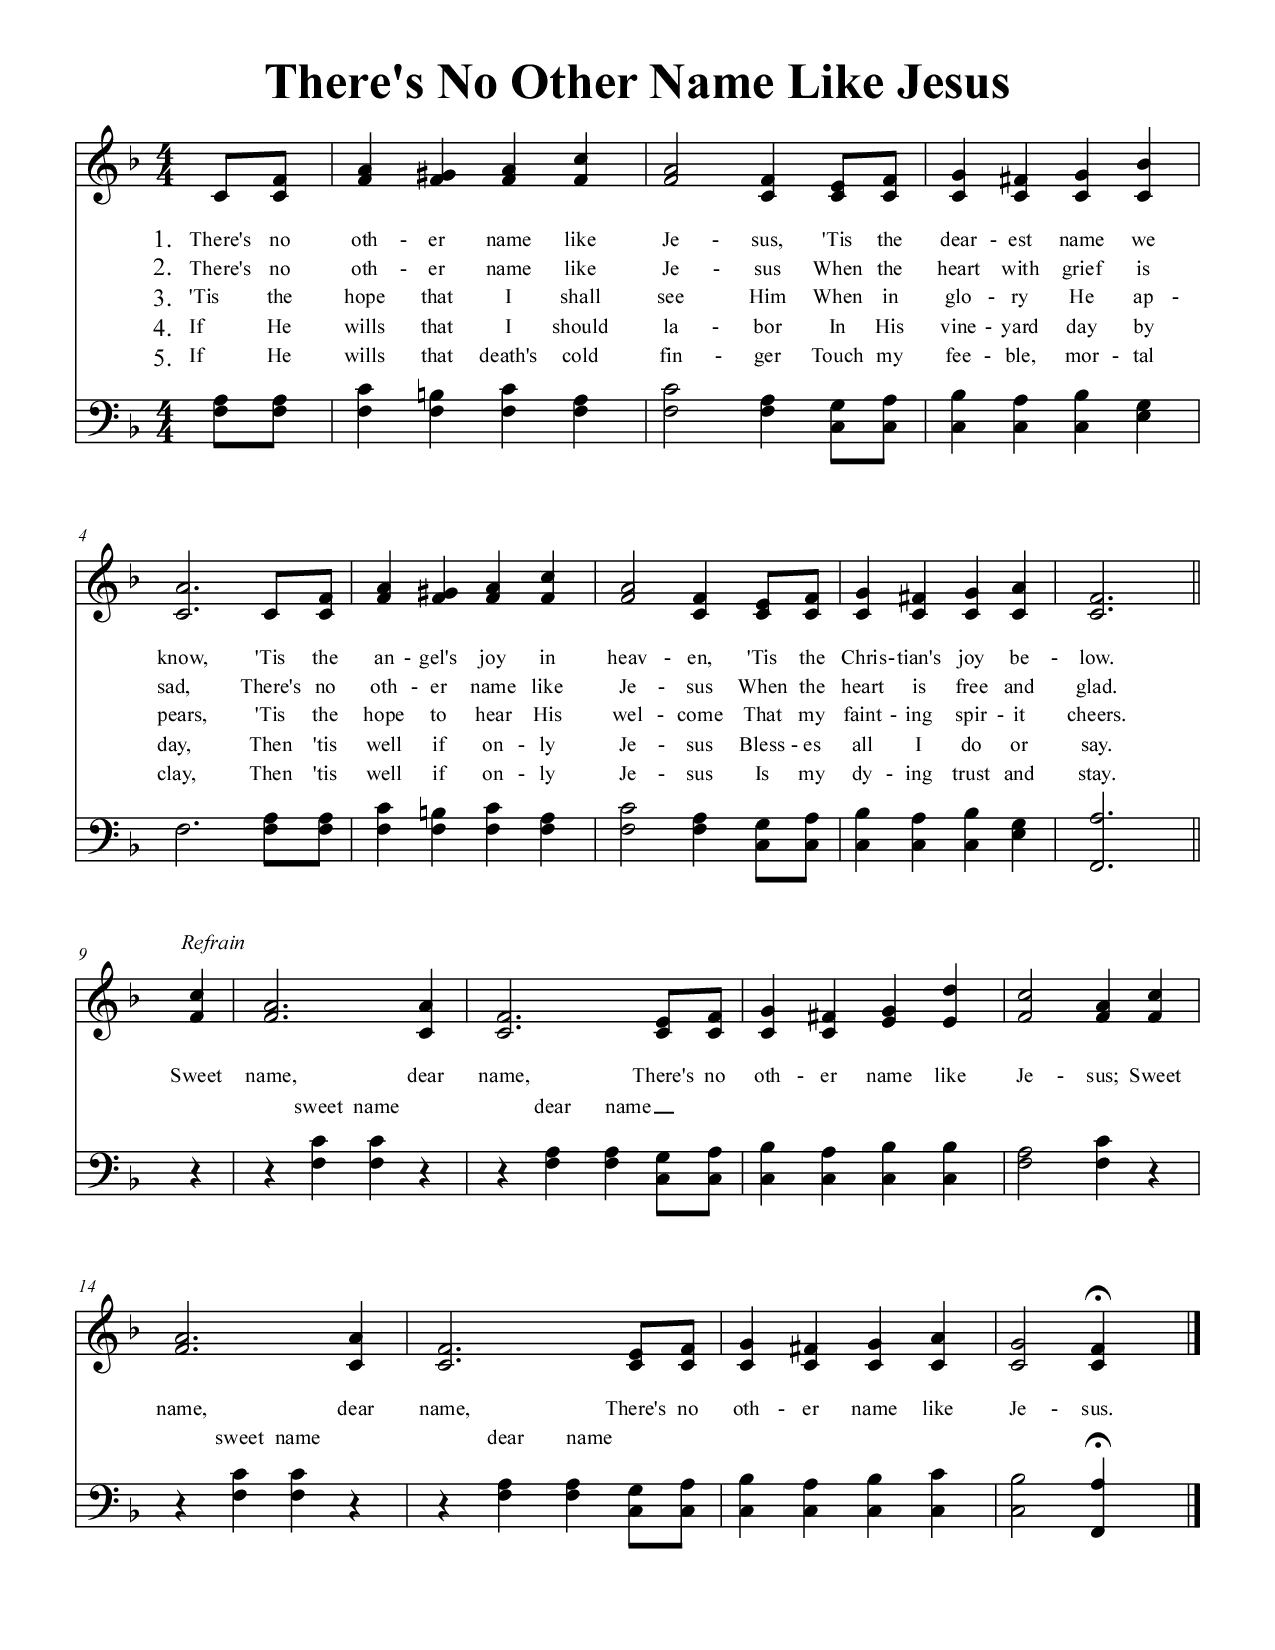 There's No Other Name Like Jesus
1. There's no oth - er name like Je - sus, 'Tis the dear - est name we
2. There's no oth - er name like Je - sus When the heart with grief is
3. 'Tis the hope that I shall see Him When in glo - ry He ap -
4. If He wills that I should la - bor In His vine - yard day by
5. If He wills that death's cold fin - ger Touch my fee - ble, mor - tal
4
know, 'Tis the an - gel's joy in heav - en, 'Tis the Chris - tian's joy be - low.
sad, There's no oth - er name like Je - sus When the heart is free and glad.
pears, 'Tis the hope to hear His wel - come That my faint - ing spir - it cheers.
day, Then 'tis well if on - ly Je - sus Bless - es all I do or say.
clay, Then 'tis well if on - ly Je - sus Is my dy - ing trust and stay.
Refrain
9
Sweet name, dear name, There's no oth - er name like Je - sus; Sweet
sweet name dear name
14
name, dear name, There's no oth - er name like Je - sus.
sweet name dear name